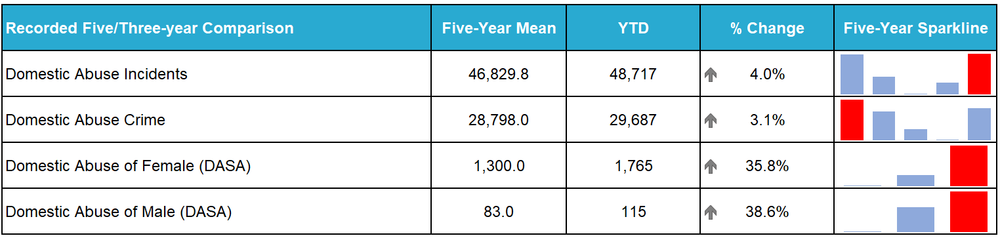 Recorded Five/Three-year Comparison Five-Year Mean YTD % Change Five-Year Sparkline
Domestic Abuse Incidents 46,829.8 48,717 4.0%
Domestic Abuse Crime 28,798.0 29,687 3.1%
Domestic Abuse of Female (DASA) 1,300.0 1,765 35.8%
Domestic Abuse of Male (DASA) 83.0 115 38.6%